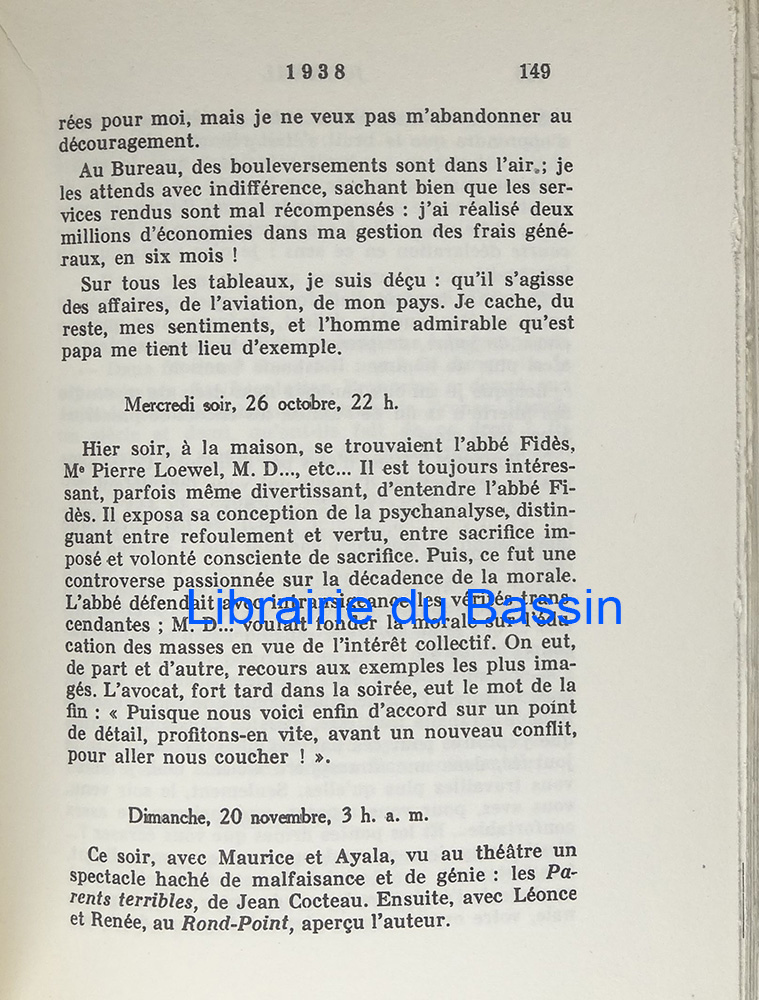 1938 149
rées pour moi, mais je ne veux pas m'abandonner au
découragement.
Au Bureau, des bouleversements sont dans l'air ; je
les attends avec indifférence, sachant bien que les ser-
vices rendus sont mal récompensés : j'ai réalisé deux
millions d'économies dans ma gestion des frais géné-
raux, en six mois !
Sur tous les tableaux, je suis déçu : qu'il s'agisse
des affaires, de l'aviation, de mon pays. Je cache, du
reste, mes sentiments, et l'homme admirable qu'est
papa me tient lieu d'exemple.
Mercredi soir, 26 octobre, 22 h.
Hier soir, à la maison, se trouvaient l'abbé Fidès,
Me Pierre Loewel, M. D..., etc... Il est toujours intéres-
sant, parfois même divertissant, d'entendre l'abbé Fi-
dès. Il exposa sa conception de la psychanalyse, distin-
guant entre refoulement et vertu, entre sacrifice im-
posé et volonté consciente de sacrifice. Puis, ce fut une
controverse passionnée sur la décadence de la morale.
L'abbé défendait avec intransigeance les vérités trans-
Librairie du Bassin
cendantes ; M. D... voulait fonder la morale sur l'édu-
cation des masses en vue de l'intérêt collectif. On eut,
de part et d'autre, recours aux exemples les plus ima-
gés. L'avocat, fort tard dans la soirée, eut le mot de la
fin : « Puisque nous voici enfin d'accord sur un point
de détail, profitons-en vite, avant un nouveau conflit,
pour aller nous coucher ! ».
Dimanche, 20 novembre, 3 h. a. m.
Ce soir, avec Maurice et Ayala, vu au théâtre un
spectacle haché de malfaisance et de génie : les Pa-
rents terribles, de Jean Cocteau. Ensuite, avec Léonce
et Renée, au Rond-Point, aperçu l'auteur.